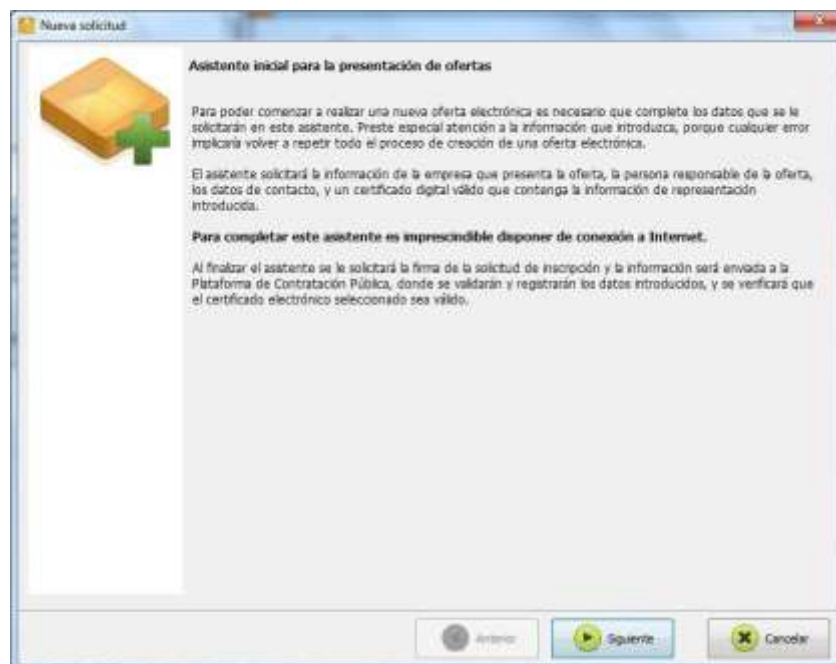 Nueva solicitud
Asistente inicial para la presentación de ofertas
Para poder comenzar a realizar una nueva oferta electrónica es necesario que complete los datos que se le
solicitarán en este asistente. Preste especial atención a la información que introduzca, porque cualquier error
implicaría volver a repetir todo el proceso de creación de una oferta electrónica.
El asistente solicitará la información de la empresa que presenta la oferta, la persona responsable de la oferta,
los datos de contacto, y un certificado digital válido que contenga la información de representación
introducida.
Para completar este asistente es imprescindible disponer de conexión a Internet.
Al finalizar el asistente se le solicitará la firma de la solicitud de inscripción y la información será enviada a la
Plataforma de Contratación Pública, donde se validarán y registrarán los datos introducidos, y se verificará que
el certificado electrónico seleccionado sea válido.
Anterior
Siguiente
Cancelar